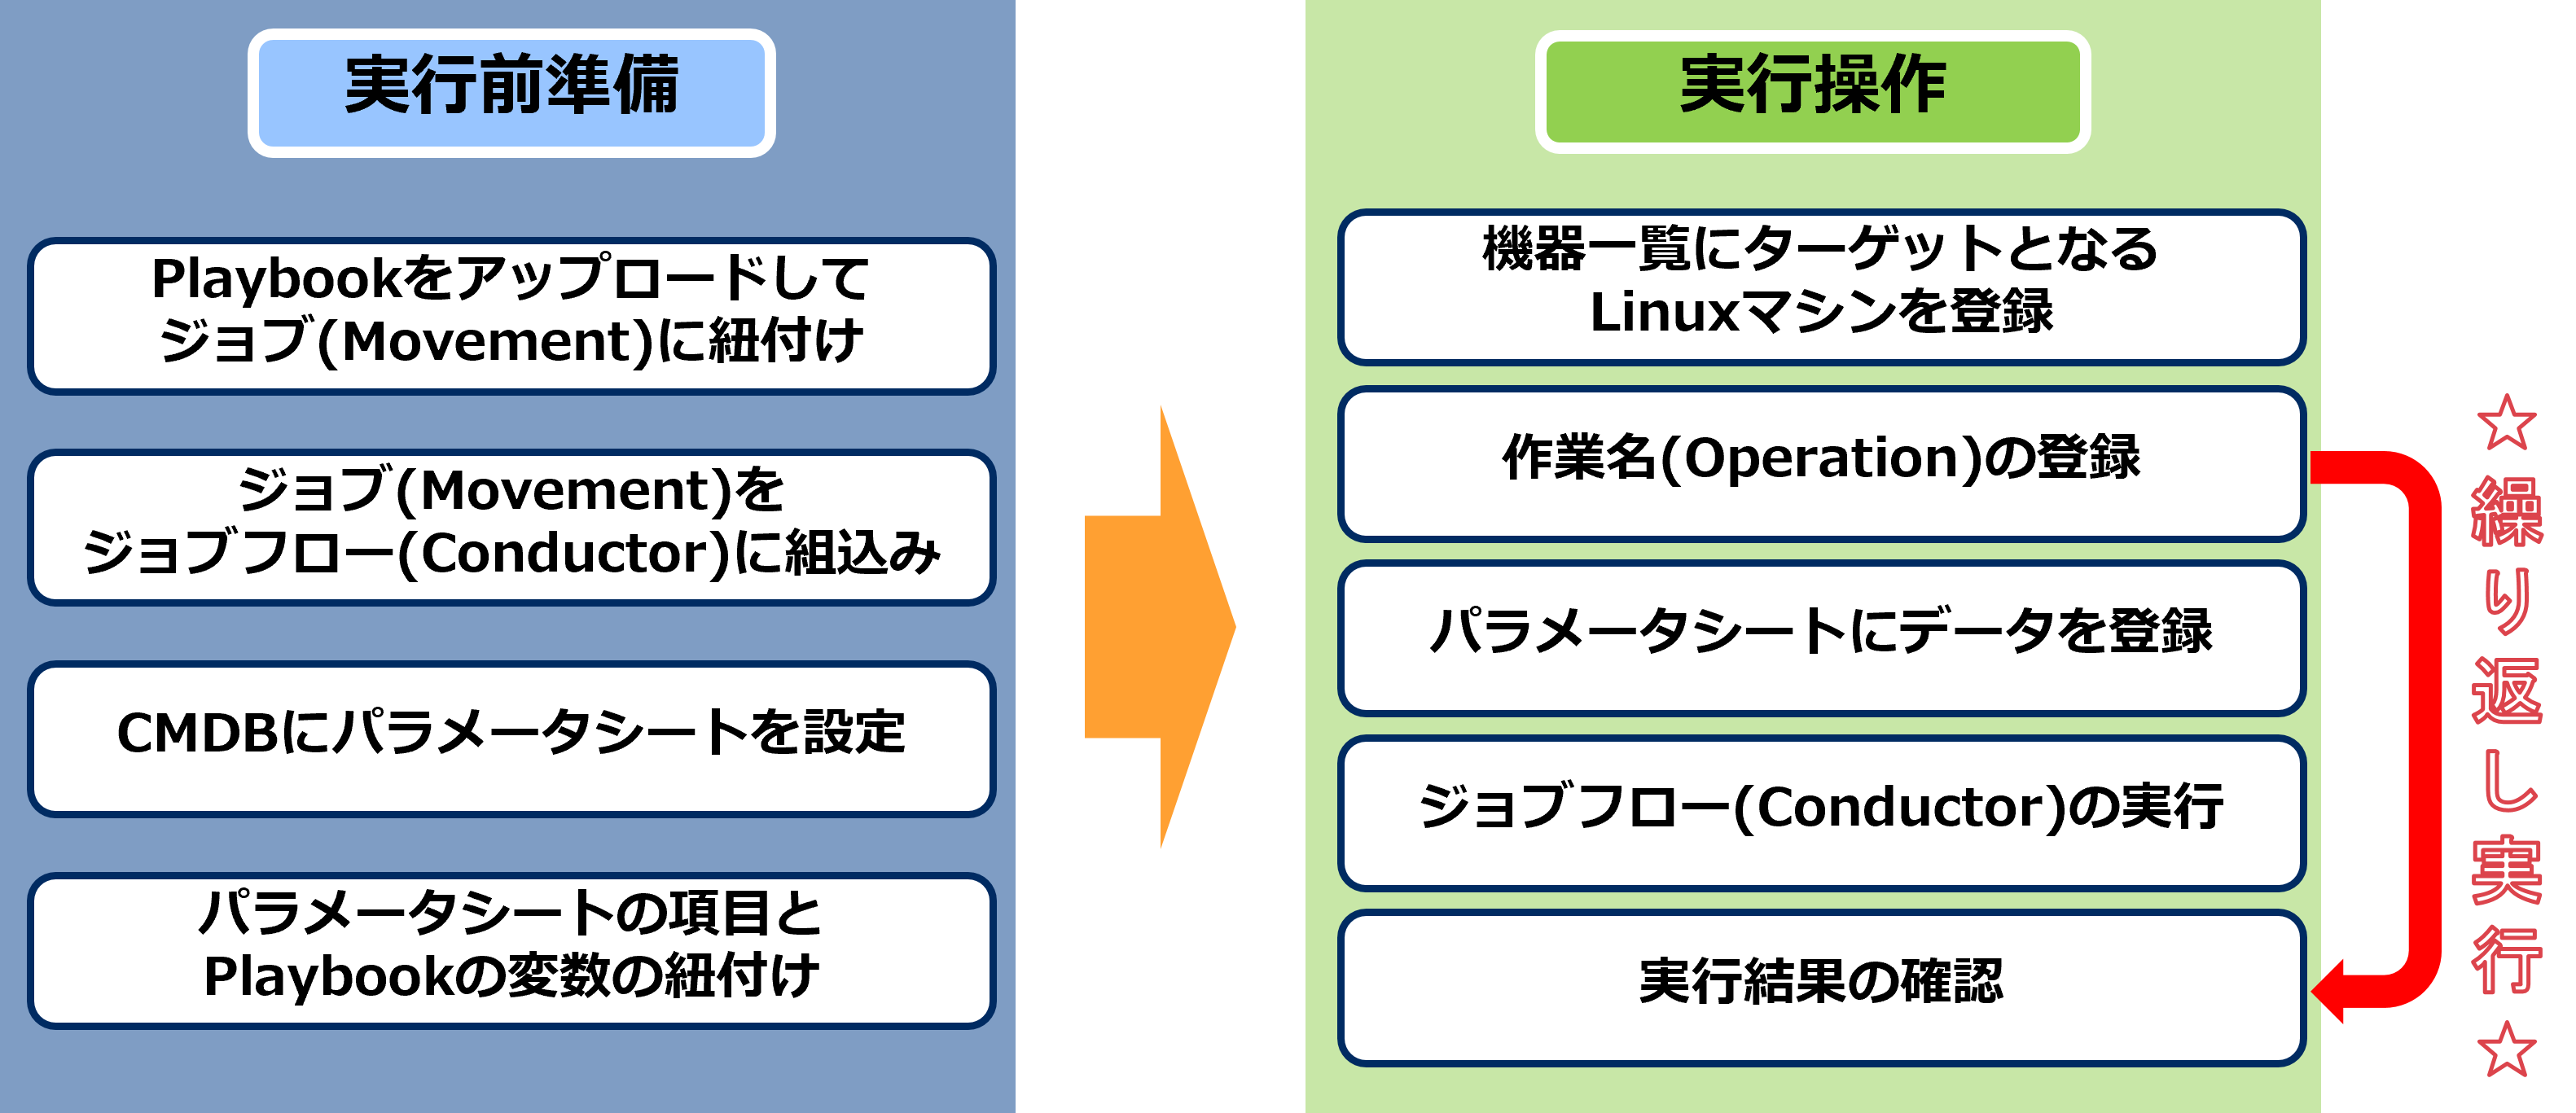 実行前準備
Playbookをアップロードして
ジョブ(Movement)に紐付け
ジョブ(Movement)を
ジョブフロー(Conductor)に組込み
CMDBにパラメータシートを設定
パラメータシートの項目と
Playbookの変数の紐付け
実行操作
機器一覧にターゲットとなる
Linuxマシンを登録
作業名(Operation)の登録
パラメータシートにデータを登録
ジョブフロー(Conductor)の実行
実行結果の確認
☆繰り返し実行☆